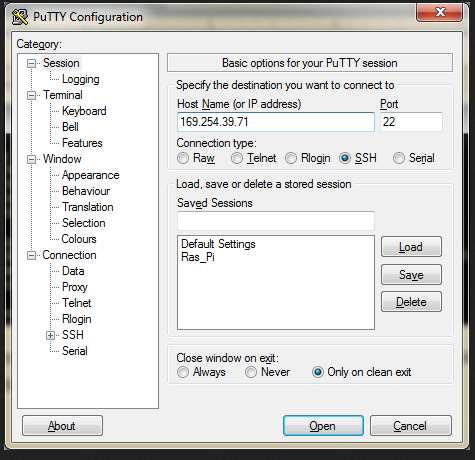 PuTTY Configuration
Category:
Session
Logging
Terminal
Keyboard
Bell
Features
Window
Appearance
Behaviour
Translation
Selection
Colours
Connection
Data
Proxy
Telnet
Rlogin
SSH
Serial
Basic options for your PuTTY session
Specify the destination you want to connect to
Host Name (or IP address) Port
169.254.39.71 22
Connection type:
Raw Telnet Rlogin SSH Serial
Load, save or delete a stored session
Saved Sessions
Default Settings
Ras_Pi
Load
Save
Delete
Close window on exit:
Always Never Only on clean exit
About Open Cancel